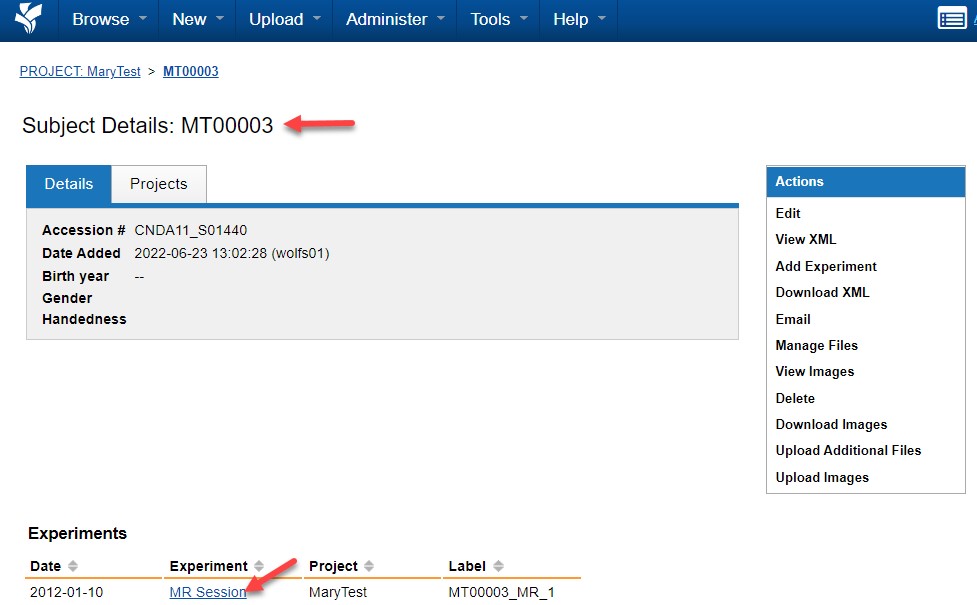 Browse New Upload Administer Tools Help
PROJECT: MaryTest > MT00003
Subject Details: MT00003
Details Projects
Accession # CNDA11_S01440
Date Added 2022-06-23 13:02:28 (wolfs01)
Birth year --
Gender
Handedness
Actions
Edit
View XML
Add Experiment
Download XML
Email
Manage Files
View Images
Delete
Download Images
Upload Additional Files
Upload Images
Experiments
Date Experiment Project Label
2012-01-10 MR Session MaryTest MT00003_MR_1